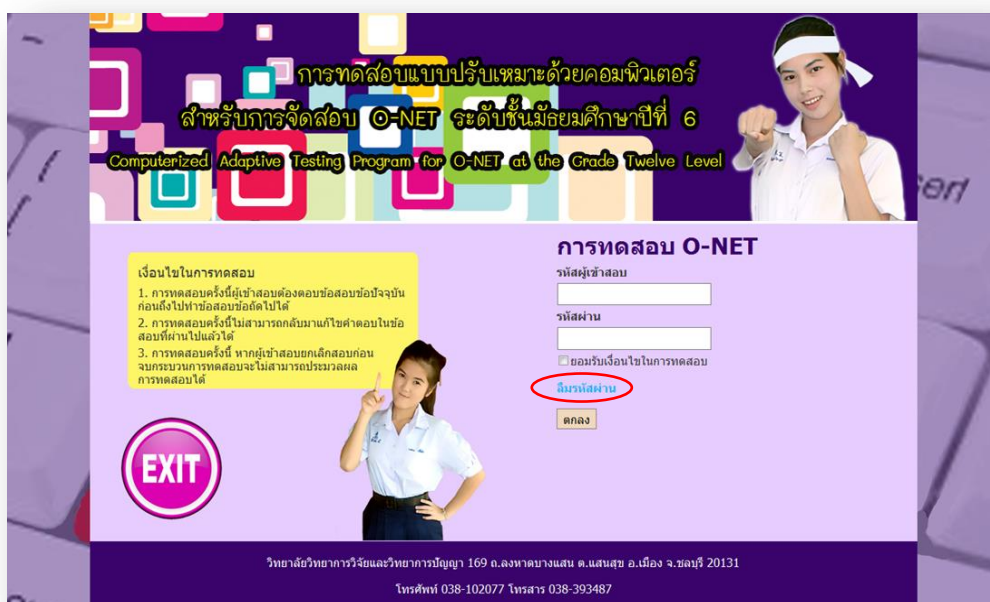 การทดสอบแบบปรับเหมาะด้วยคอมพิวเตอร์
สำหรับการจัดสอบ O-NET ระดับชั้นมัธยมศึกษาปีที่ 6
Computerized Adaptive Testing Program for O-NET at the Grade Twelve Level
การทดสอบ O-NET
รหัสผู้เข้าสอบ
รหัสผ่าน
ยอมรับเงื่อนไขในการทดสอบ
ลืมรหัสผ่าน
ตกลง
เงื่อนไขในการทดสอบ
1. การทดสอบครั้งนี้ผู้เข้าสอบต้องตอบข้อสอบข้อปัจจุบัน
ก่อนถึงไปทำข้อสอบข้อถัดไปได้
2. การทดสอบครั้งนี้ไม่สามารถกลับมาแก้ไขคำตอบในข้อ
สอบที่ผ่านไปแล้วได้
3. การทดสอบครั้งนี้ หากผู้เข้าสอบยกเลิกสอบก่อน
จบกระบวนการทดสอบจะไม่สามารถประมวลผล
การทดสอบได้
EXIT
วิทยาลัยวิทยาการวิจัยและวิทยาการปัญญา 169 ถ.ลงหาดบางแสน ต.แสนสุข อ.เมือง จ.ชลบุรี 20131
โทรศัพท์ 038-102077 โทรสาร 038-393487